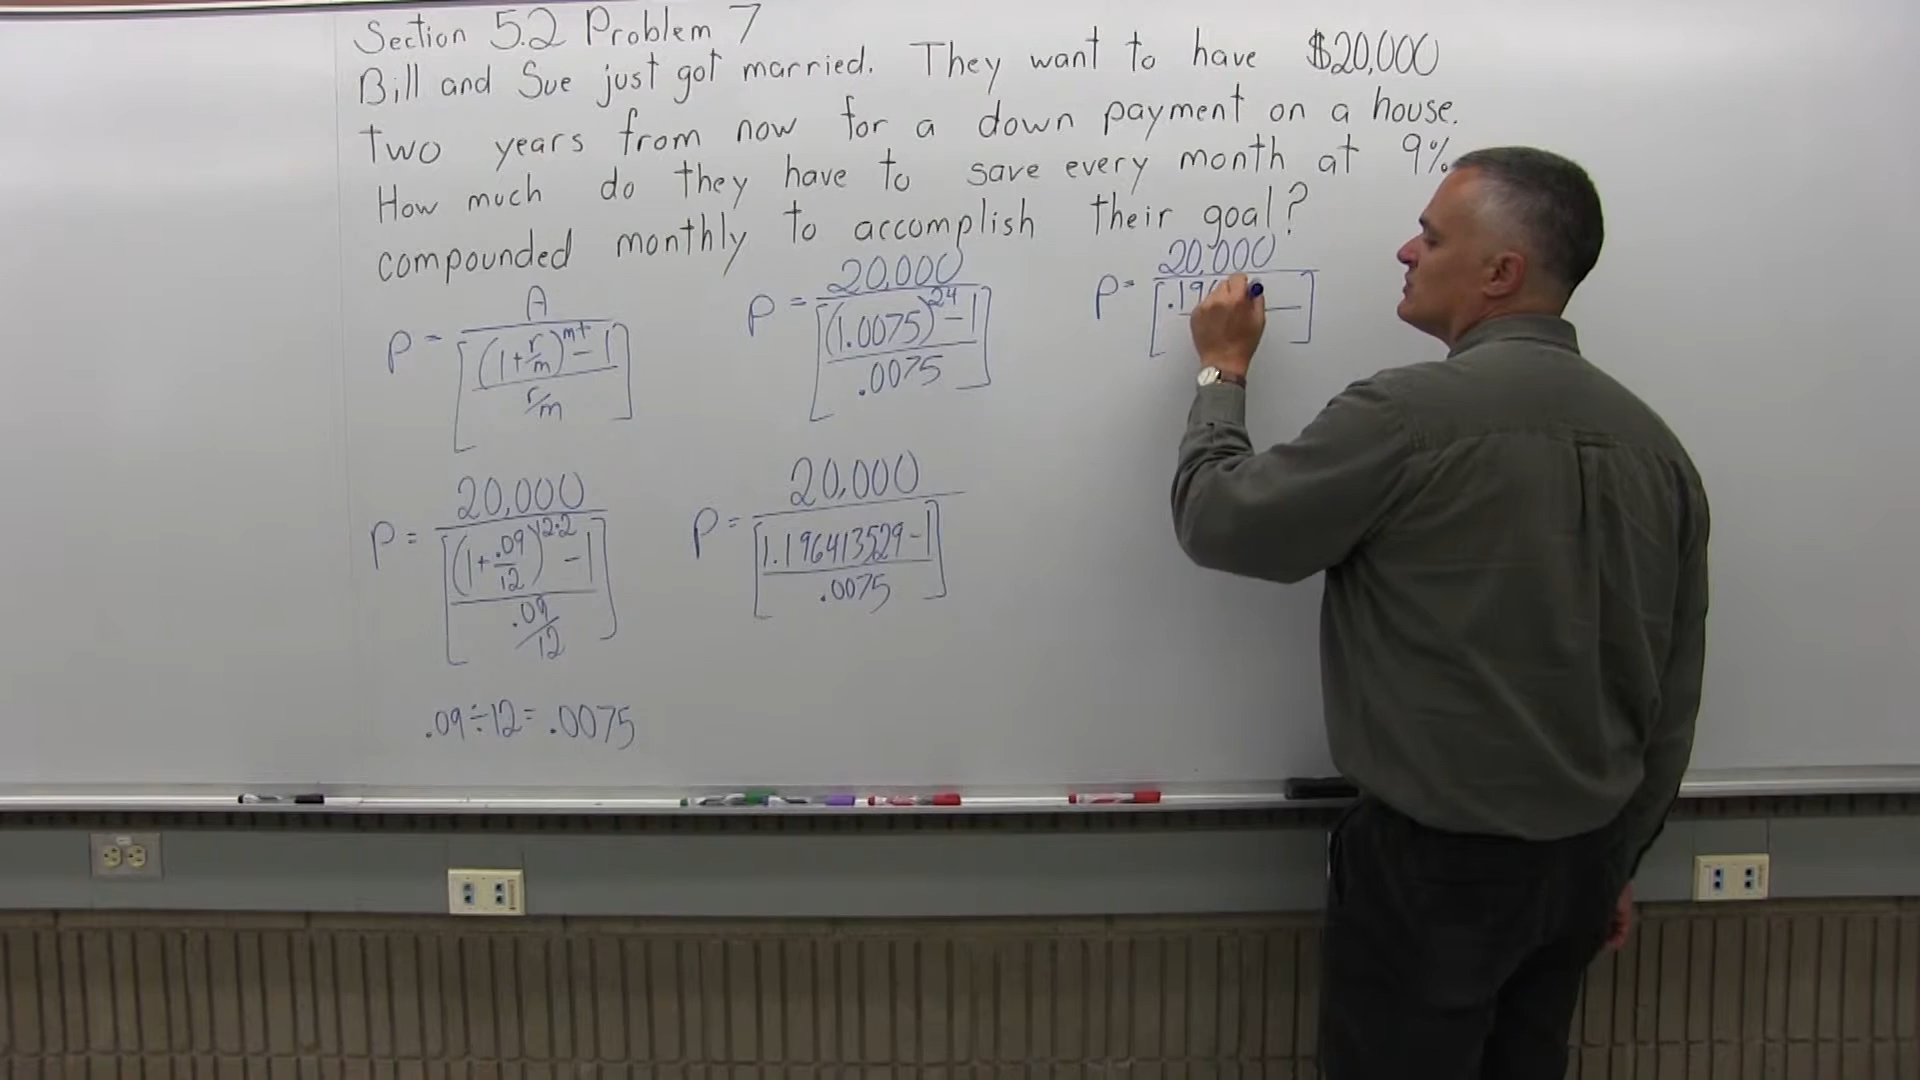 Section 5.2 Problem 7
Bill and Sue just got married. They want to have $20,000
two years from now for a down payment on a house.
How much do they have to save every month at 9%
compounded monthly to accomplish their goal?
P = A
[(1+r/m)^mt - 1
r/m]
P = 20,000
[(1+.09/12)^12·2 - 1
.09/12]
.09÷12= .0075
P = 20,000
[(1.0075)^24 - 1
.0075]
P = 20,000
[1.196413529-1
.0075]
P= 20,000
[.19 ]